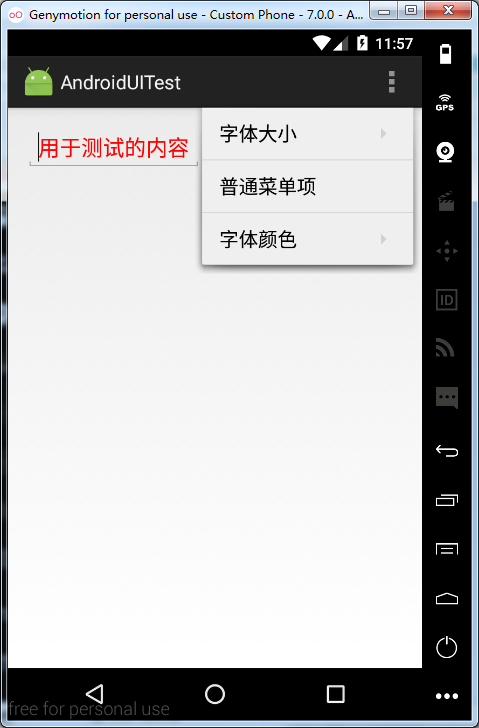 Genymotion for personal use - Custom Phone - 7.0.0 - A...
11:57
AndroidUITest
GPS
用于测试的内容
字体大小
普通菜单项
字体颜色
ID
free for personal use